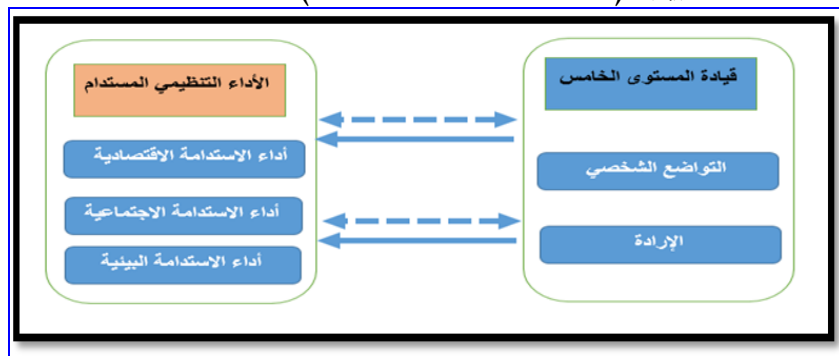 قيادة المستوى الخامس
التواضع الشخصي
الإرادة
الأداء التنظيمي المستدام
أداء الاستدامة الاقتصادية
أداء الاستدامة الاجتماعية
أداء الاستدامة البيئية